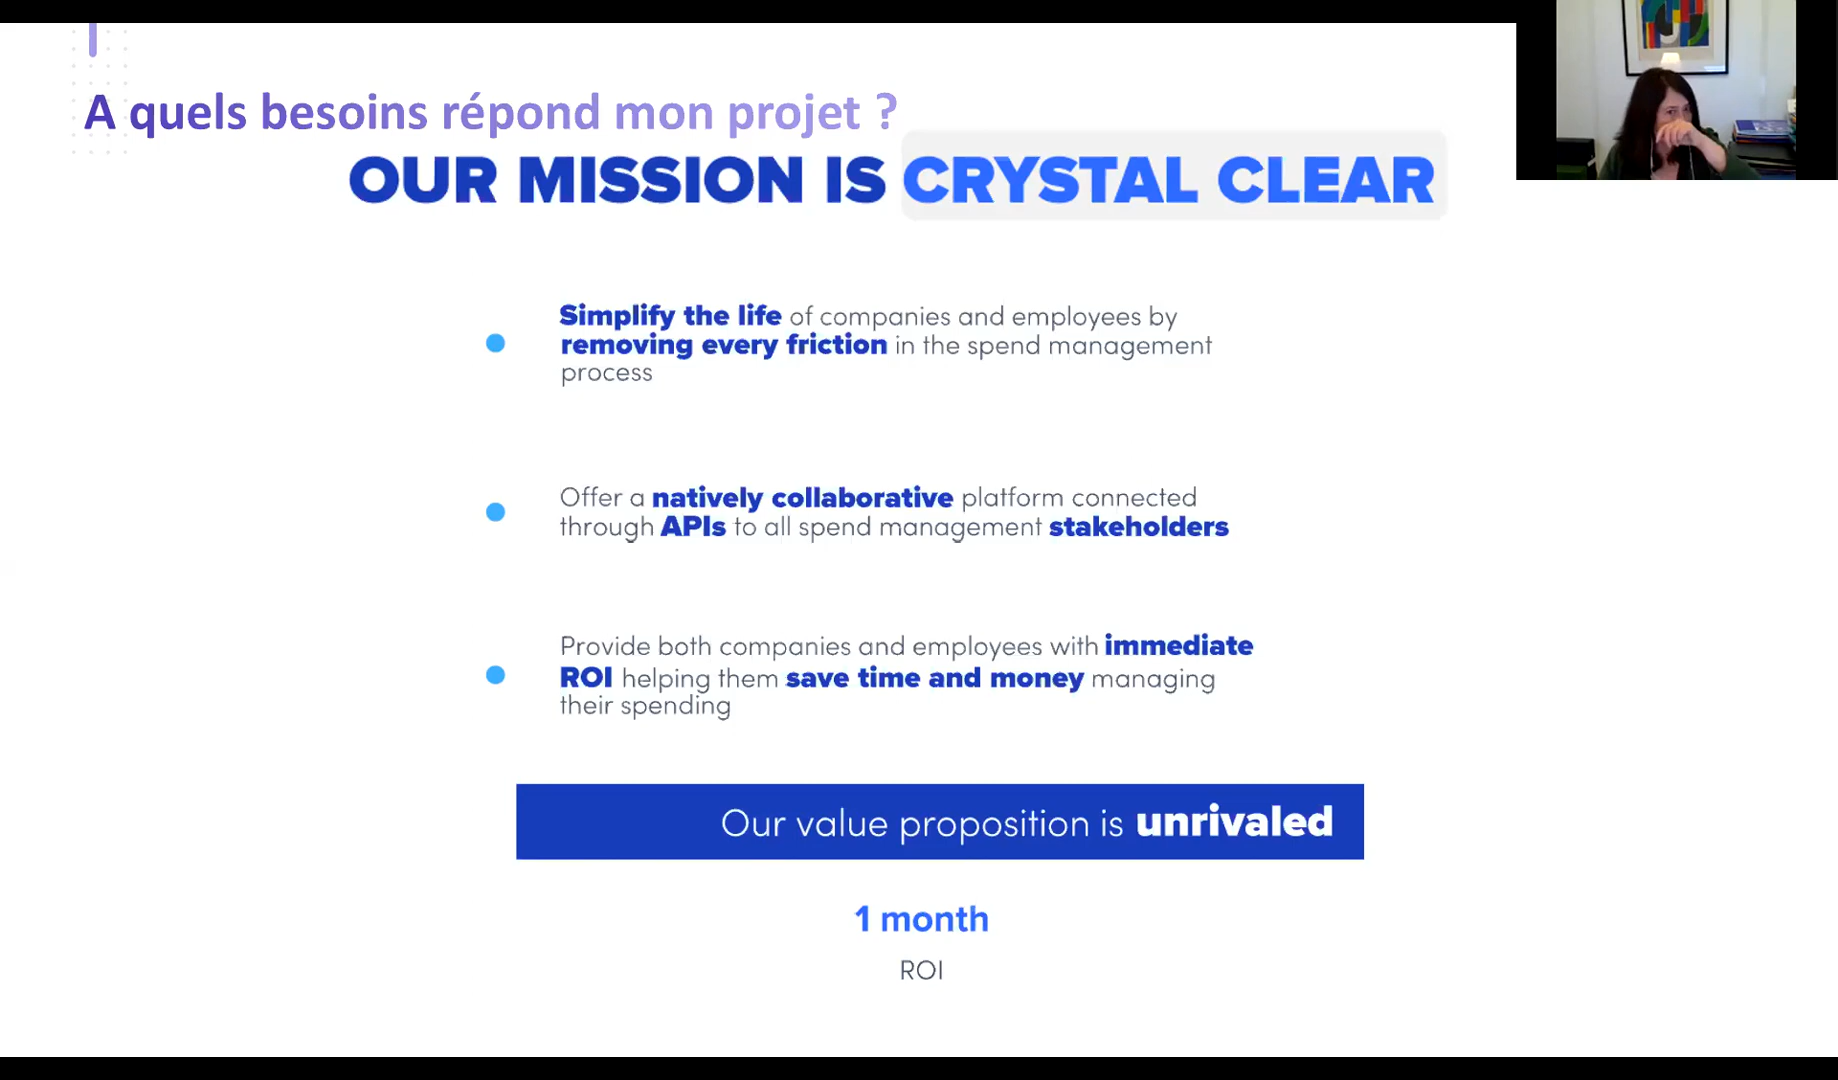 A quels besoins répond mon projet ?
OUR MISSION IS CRYSTAL CLEAR
Simplify the life of companies and employees by
removing every friction in the spend management
process
Offer a natively collaborative platform connected
through APIs to all spend management stakeholders
Provide both companies and employees with immediate
ROI helping them save time and money managing
their spending
Our value proposition is unrivaled
1 month
ROI